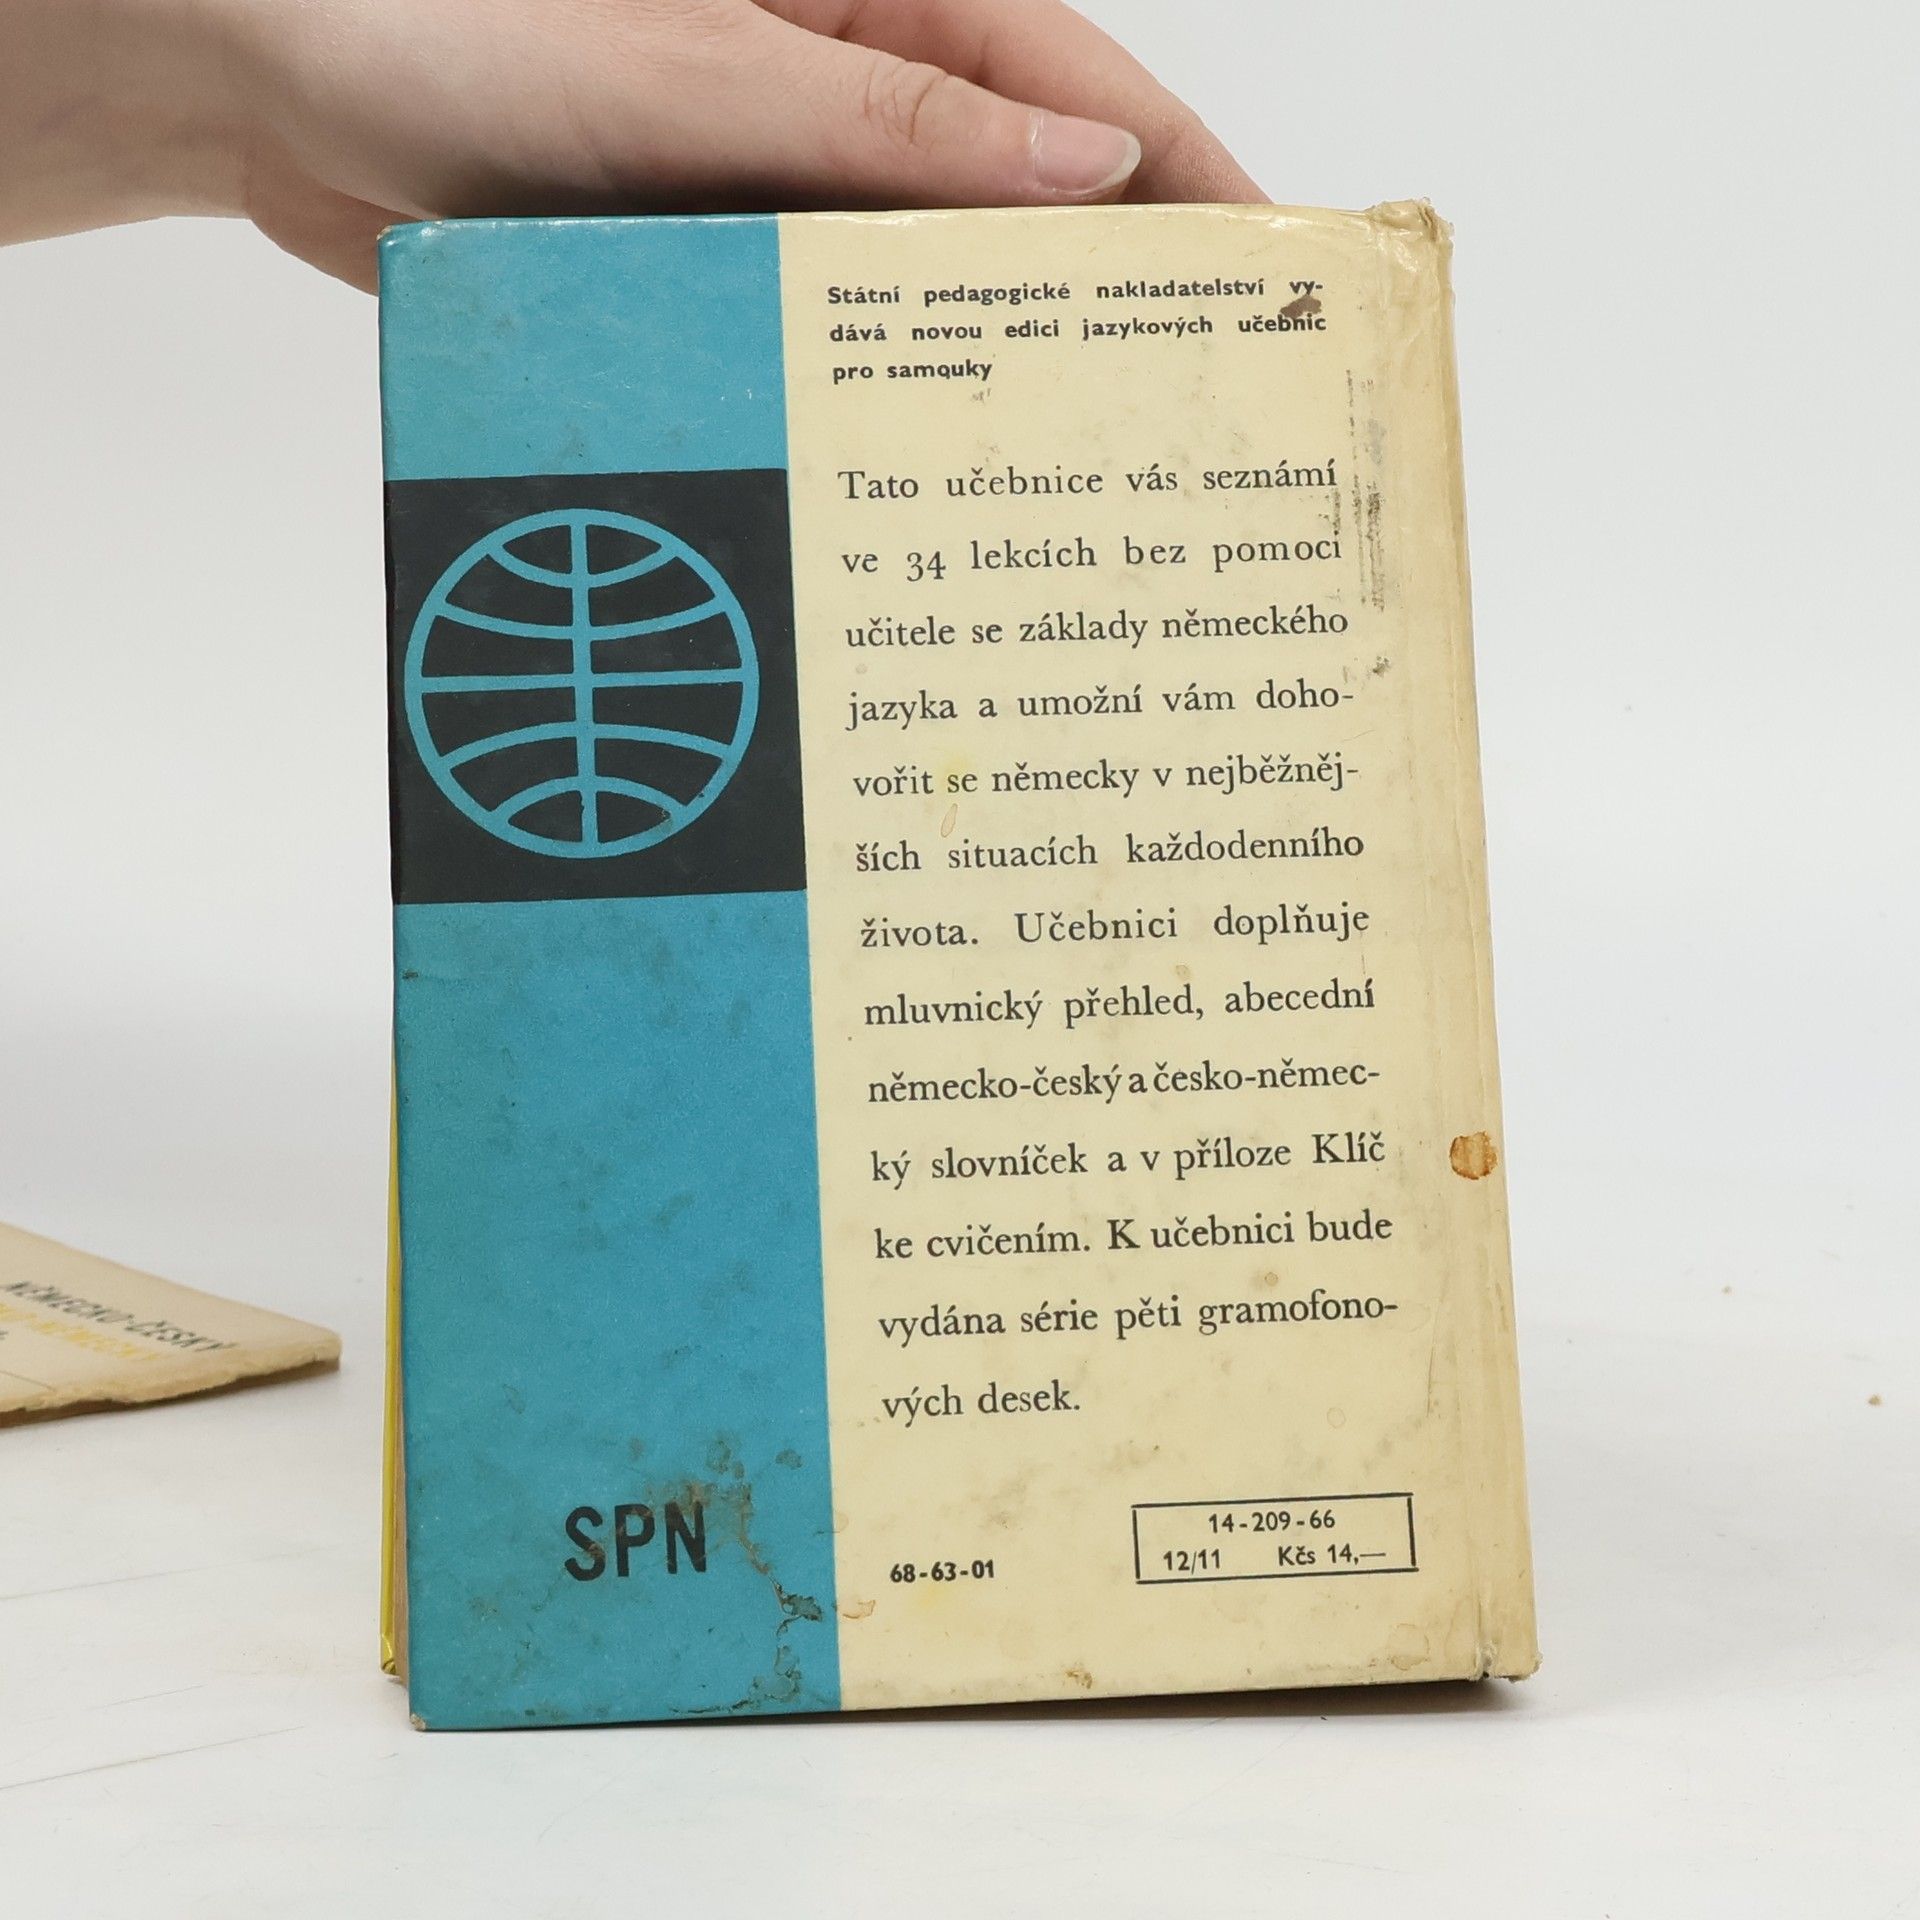 Státní pedagogické nakladatelství vy-
dává novou edici jazykových učebnic
pro samouky
Tato učebnice vás seznámí
ve 34 lekcích bez pomoci
učitele se základy německého
jazyka a umožní vám doho-
vořit se německy v nejběžněj-
ších situacích každodenního
života. Učebnici doplňuje
mluvnický přehled, abecední
německo-český a česko-němec-
ký slovníček a v příloze Klíč
ke cvičením. K učebnici bude
vydána série pěti gramofono-
vých desek.
SPN
68-63-01
14-209-66
12/11 Kčs 14,—
NĚMECKO-ČESKÝ